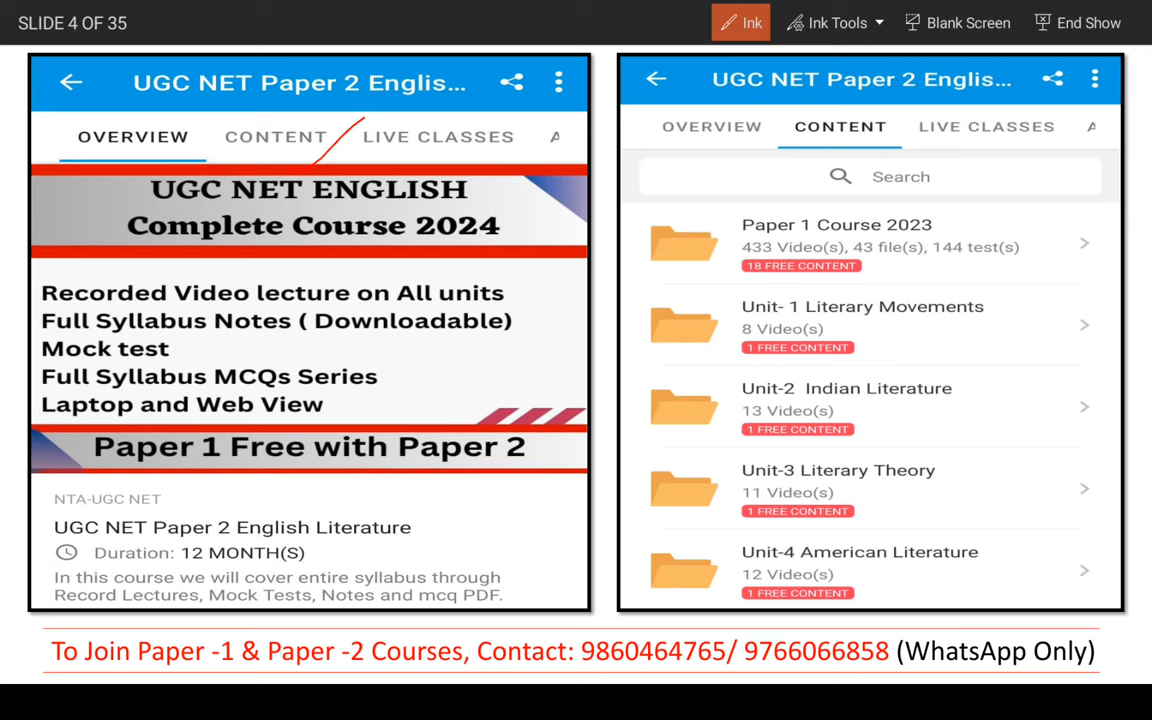 SLIDE 4 OF 35
Ink
Ink Tools
Blank Screen
End Show
UGC NET Paper 2 Englis...
OVERVIEW
CONTENT
LIVE CLASSES
A
UGC NET ENGLISH
Complete Course 2024
Recorded Video lecture on All units
Full Syllabus Notes ( Downloadable)
Mock test
Full Syllabus MCQs Series
Laptop and Web View
Paper 1 Free with Paper 2
NTA-UGC NET
UGC NET Paper 2 English Literature
Duration: 12 MONTH(S)
In this course we will cover entire syllabus through
Record Lectures, Mock Tests, Notes and mcq PDF.
UGC NET Paper 2 Englis...
OVERVIEW
CONTENT
LIVE CLASSES
A
Search
Paper 1 Course 2023
433 Video(s), 43 file(s), 144 test(s)
18 FREE CONTENT
Unit- 1 Literary Movements
8 Video(s)
1 FREE CONTENT
Unit-2 Indian Literature
13 Video(s)
1 FREE CONTENT
Unit-3 Literary Theory
11 Video(s)
1 FREE CONTENT
Unit-4 American Literature
12 Video(s)
1 FREE CONTENT
To Join Paper -1 & Paper -2 Courses, Contact: 9860464765/ 9766066858 (WhatsApp Only)